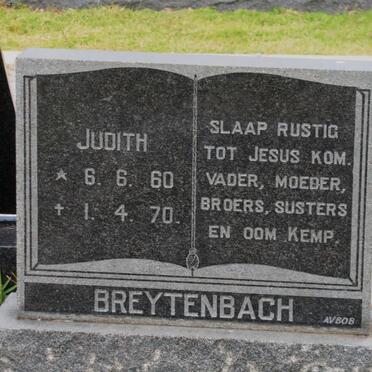 JUDITH
* 6. 6. 60
† 1. 4. 70.
SLAAP RUSTIG
TOT JESUS KOM.
VADER, MOEDER,
BROERS, SUSTERS
EN OOM KEMP.
BREYTENBACH
AVBOB